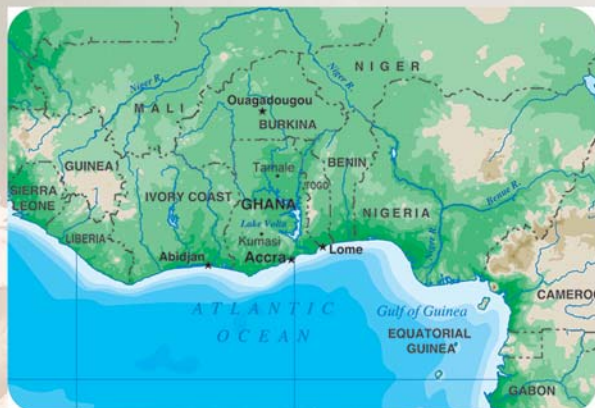 NIGER
Niger R.
Niger R.
MALI
Ouagadougou
BURKINA
Tamale
BENIN
GUINEA
TOGO
SIERRA
LEONE
IVORY COAST
GHANA
Benue R.
NIGERIA
Lake Volta
LIBERIA
Kumasi
Niger R.
Abidjan
Accra
Lome
CAMEROO
ATLANTIC
OCEAN
Gulf of Guinea
EQUATORIAL
GUINEA
GABON